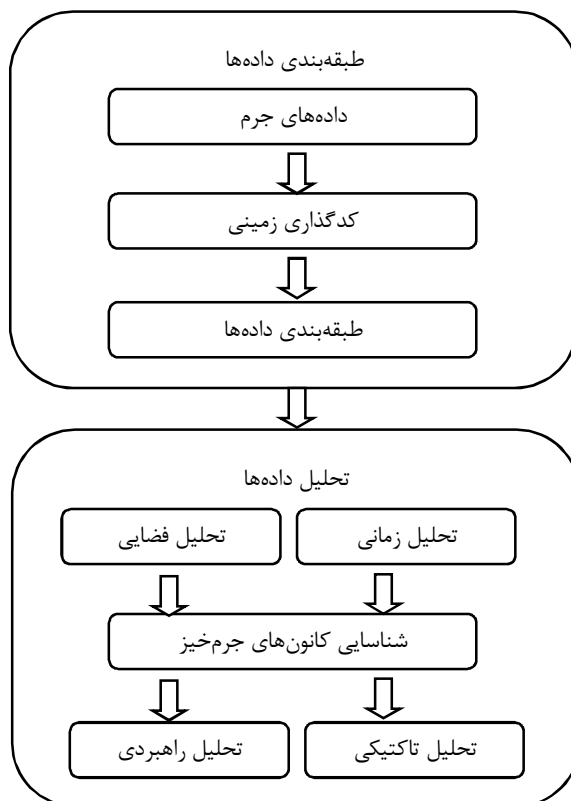 طبقه‌بندی داده‌ها
داده‌های جرم
کدگذاری زمینی
طبقه‌بندی داده‌ها
تحلیل داده‌ها
تحلیل زمانی
تحلیل فضایی
شناسایی کانون‌های جرم‌خیز
تحلیل تاکتیکی
تحلیل راهبردی